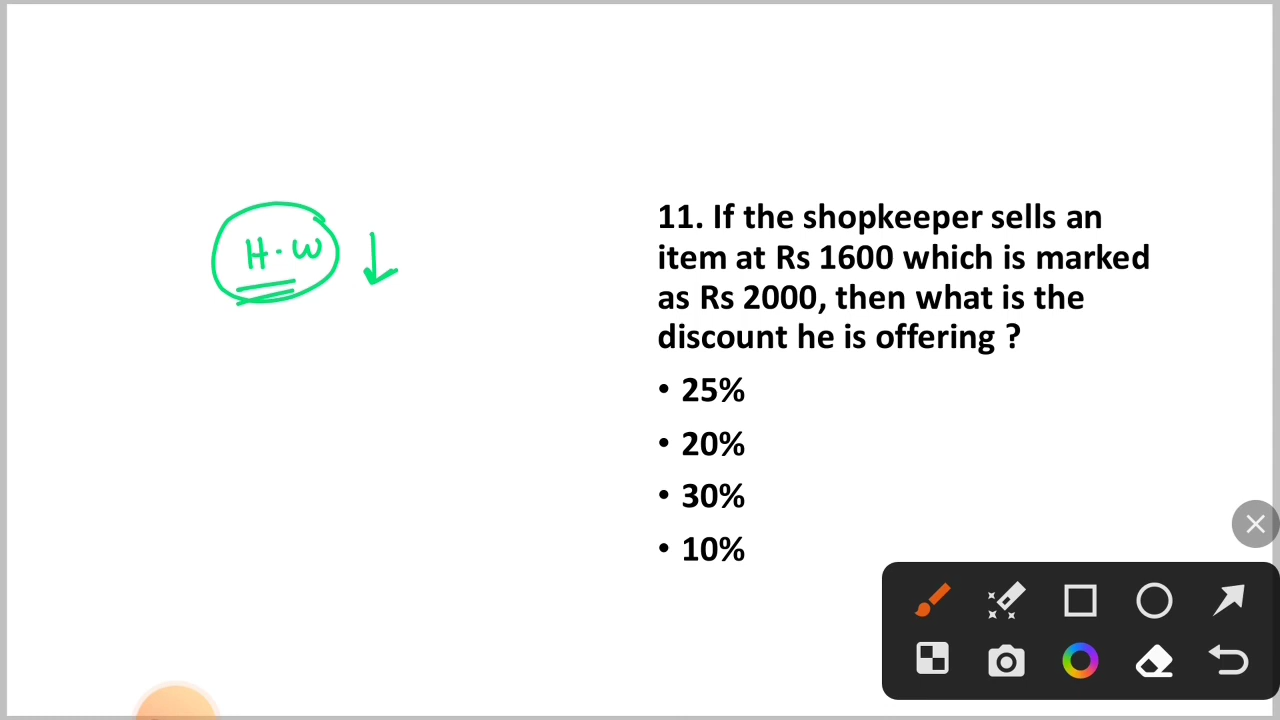 H.W
11. If the shopkeeper sells an
item at Rs 1600 which is marked
as Rs 2000, then what is the
discount he is offering ?
• 25%
• 20%
• 30%
• 10%